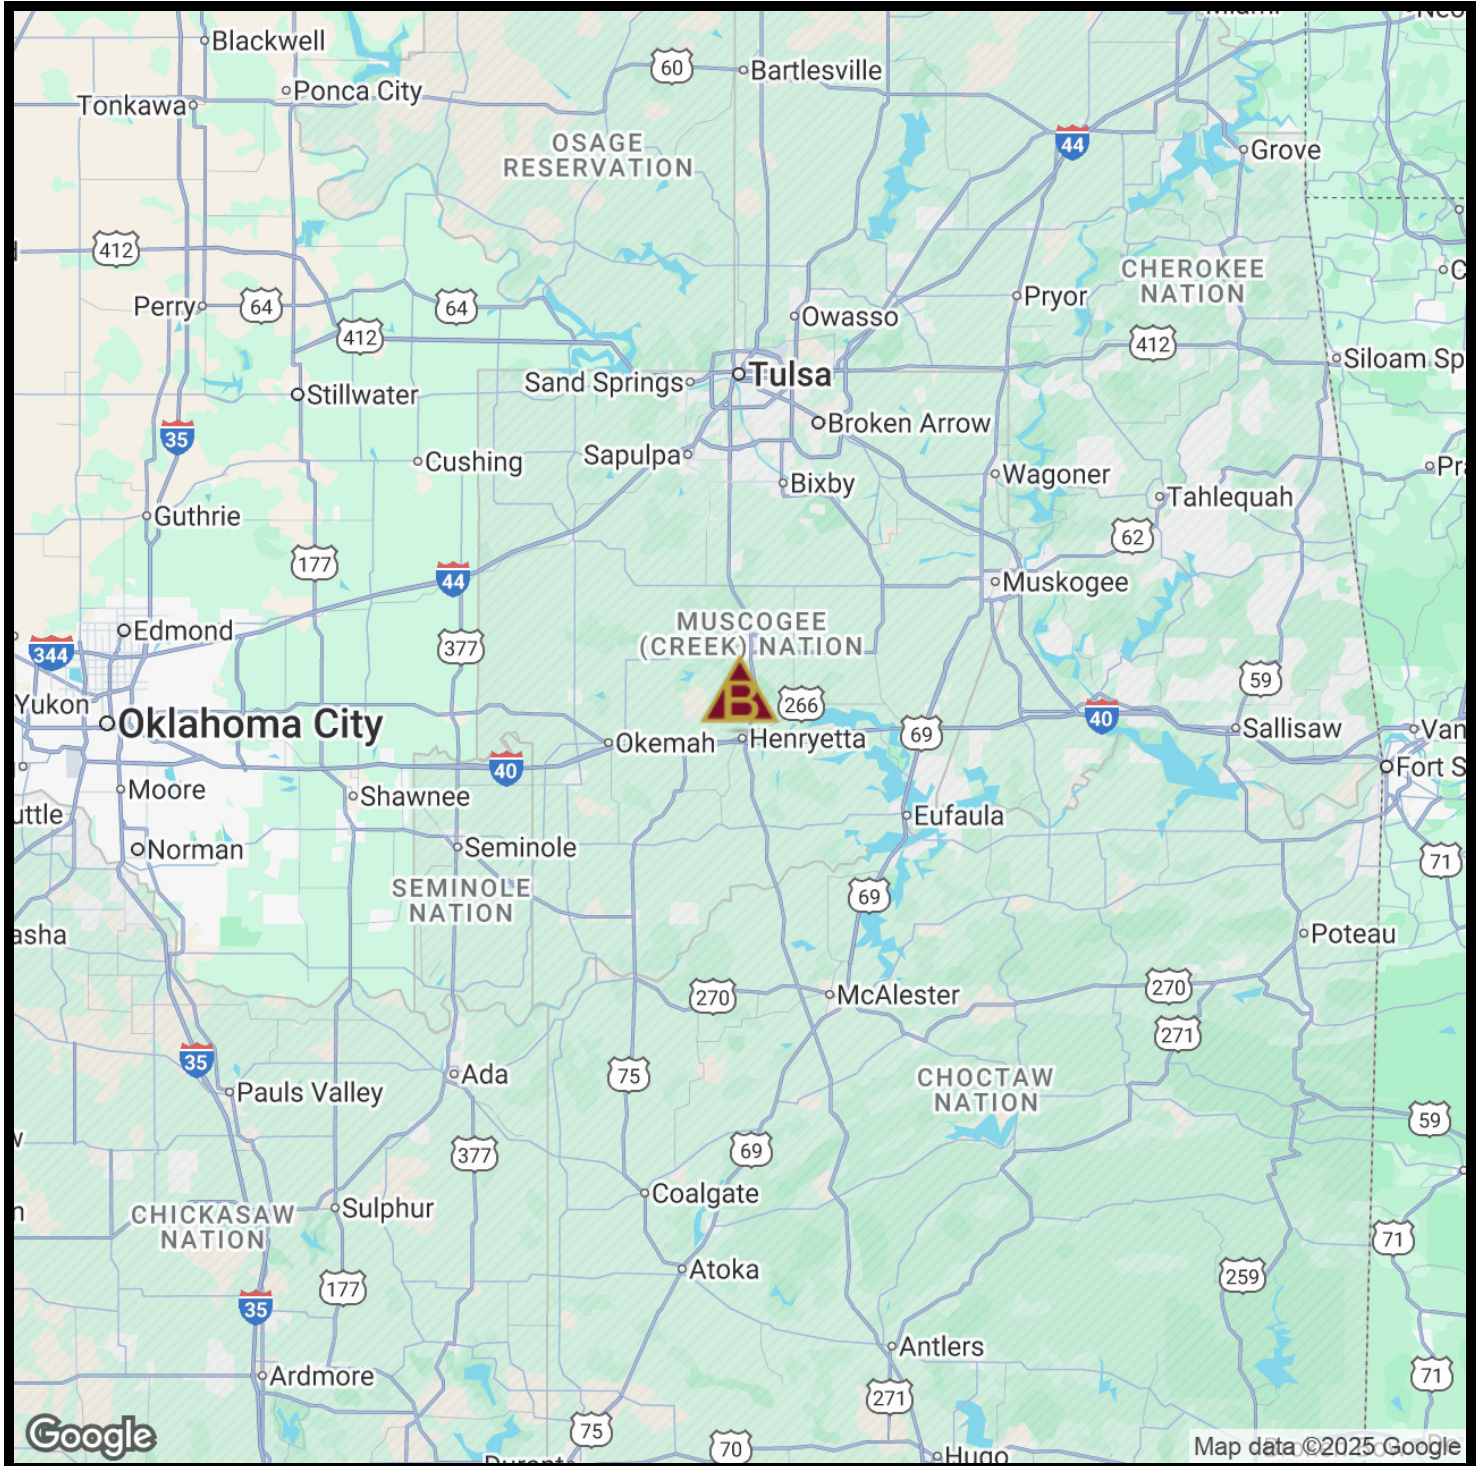 Blackwell
Ponca City
Tonkawa
60
Bartlesville
OSAGE
RESERVATION
44
Grove
412
CHEROKEE
NATION
Perry
64
64
412
Owasso
Pryor
412
Siloam Sp
Sand Springs
Tulsa
Stillwater
35
Broken Arrow
Cushing
Sapulpa
Bixby
Wagoner
Tahlequah
Guthrie
177
62
44
Muskogee
Edmond
344
377
MUSCOGEE
(CREEK) NATION
B
266
59
40
Yukon
Oklahoma City
Okemah
Henryetta
69
Sallisaw
Van
40
Fort S
Moore
Shawnee
Eufaula
uttle
Norman
Seminole
71
SEMINOLE
NATION
69
asha
Poteau
270
McAlester
270
271
35
Ada
75
Pauls Valley
CHOCTAW
NATION
59
377
69
Coalgate
CHICKASAW
NATION
Sulphur
71
177
Atoka
259
35
Antlers
Ardmore
271
71
Google
75
70
Hugo
Map data ©2025 Google